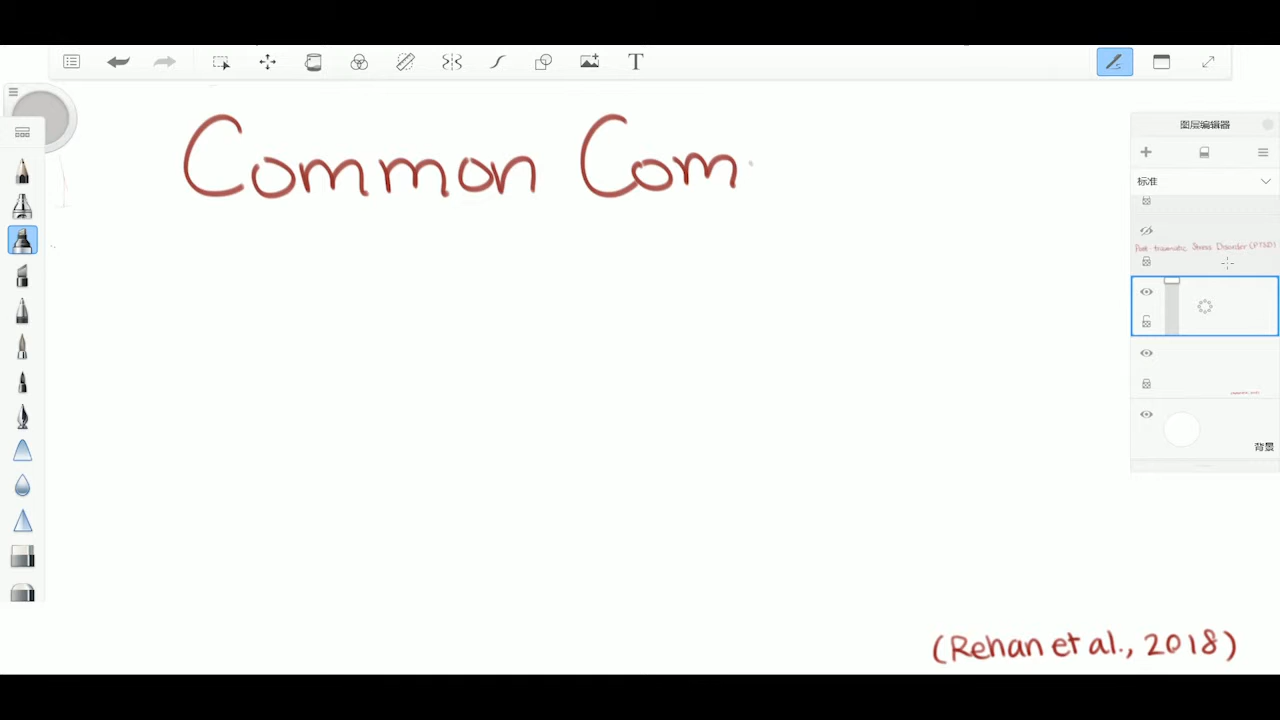 T
图层编辑器
标准
Common Com
Post-traumatic Stress Disorder (PTSD)
背景
(Rehan et al., 2018)